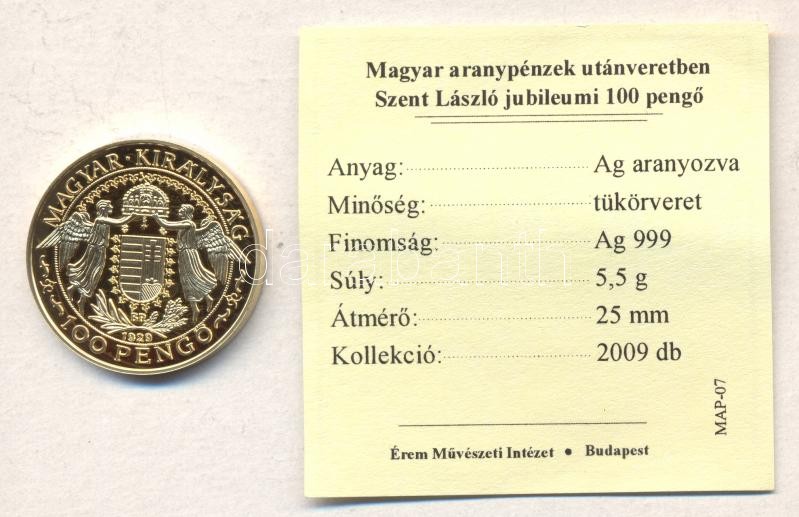 MAGYAR · KIRÁLYSÁG
BP.
1929
100 PENGŐ
Magyar aranypénzek utánveretben
Szent László jubileumi 100 pengő
Anyag: Ag aranyozva
Minőség: tükörveret
Finomság: Ag 999
Súly: 5,5 g
Átmérő: 25 mm
Kollekció: 2009 db
MAP-07
Érem Művészeti Intézet • Budapest
darabanth